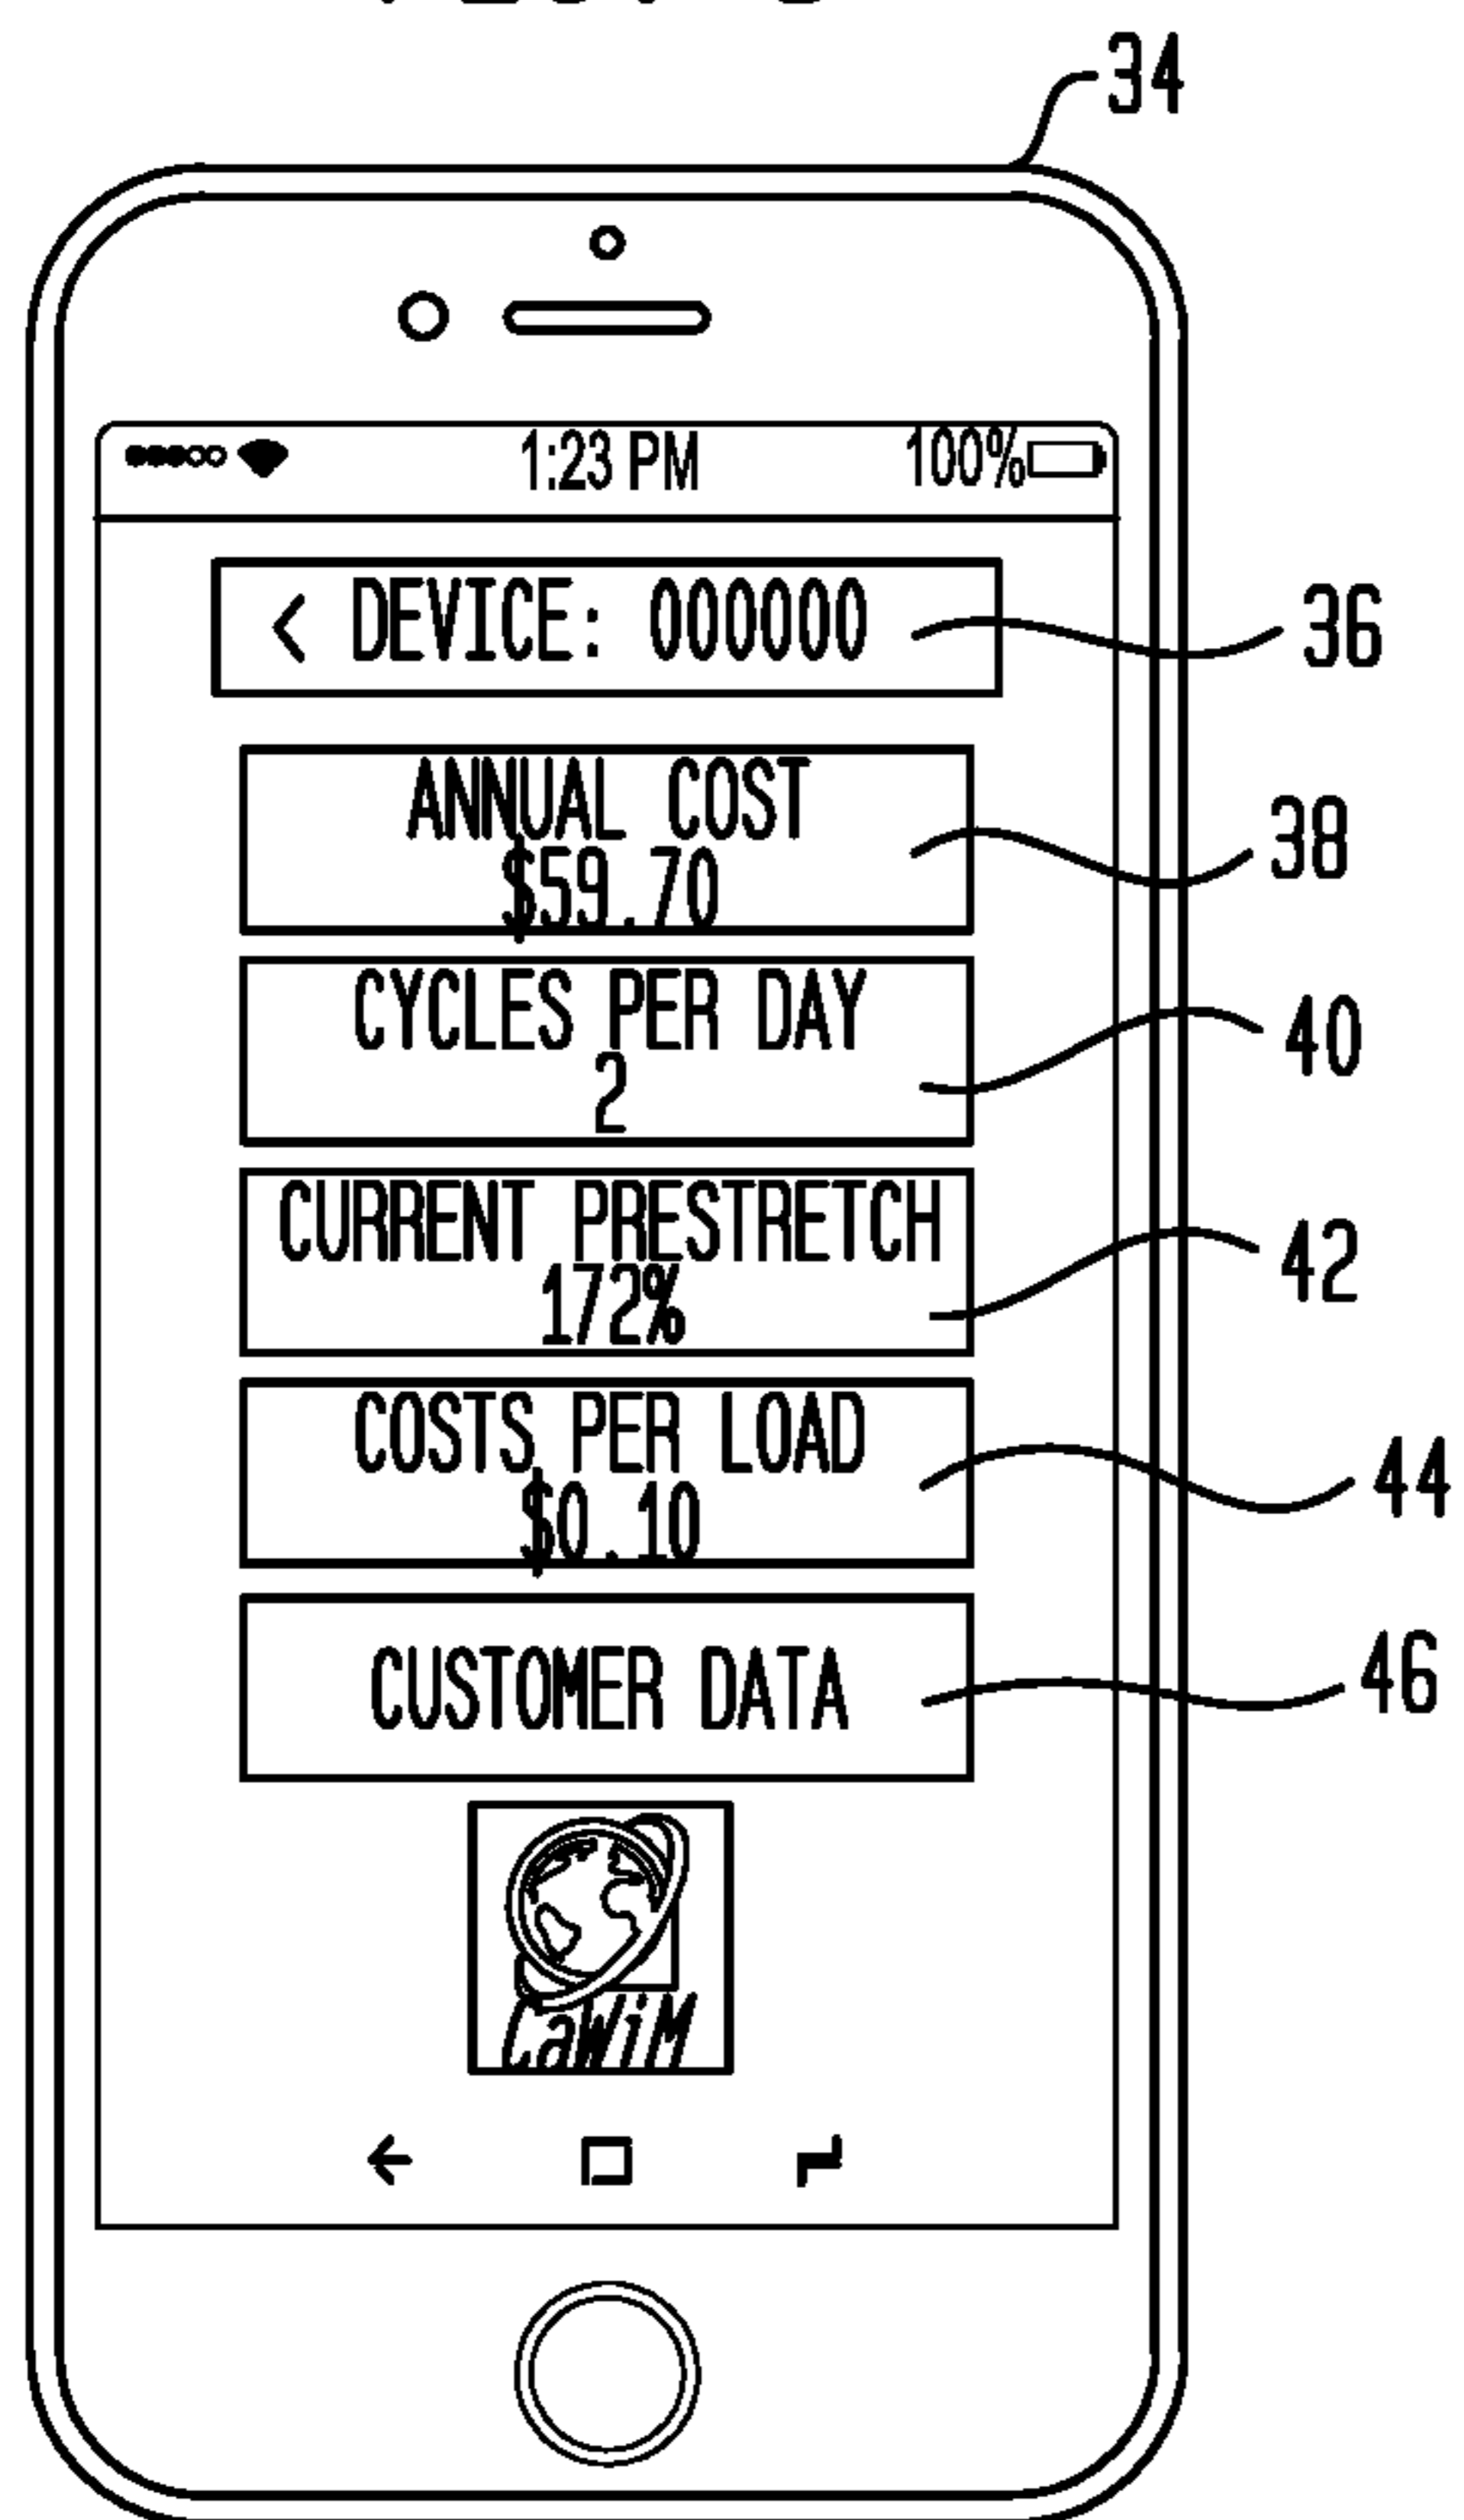 34
1:23 PM 100%
< DEVICE: 000000
36
ANNUAL COST
$59.70
38
CYCLES PER DAY
2
40
CURRENT PRESTRETCH
172%
42
COSTS PER LOAD
$0.10
44
CUSTOMER DATA
46
CaWiM